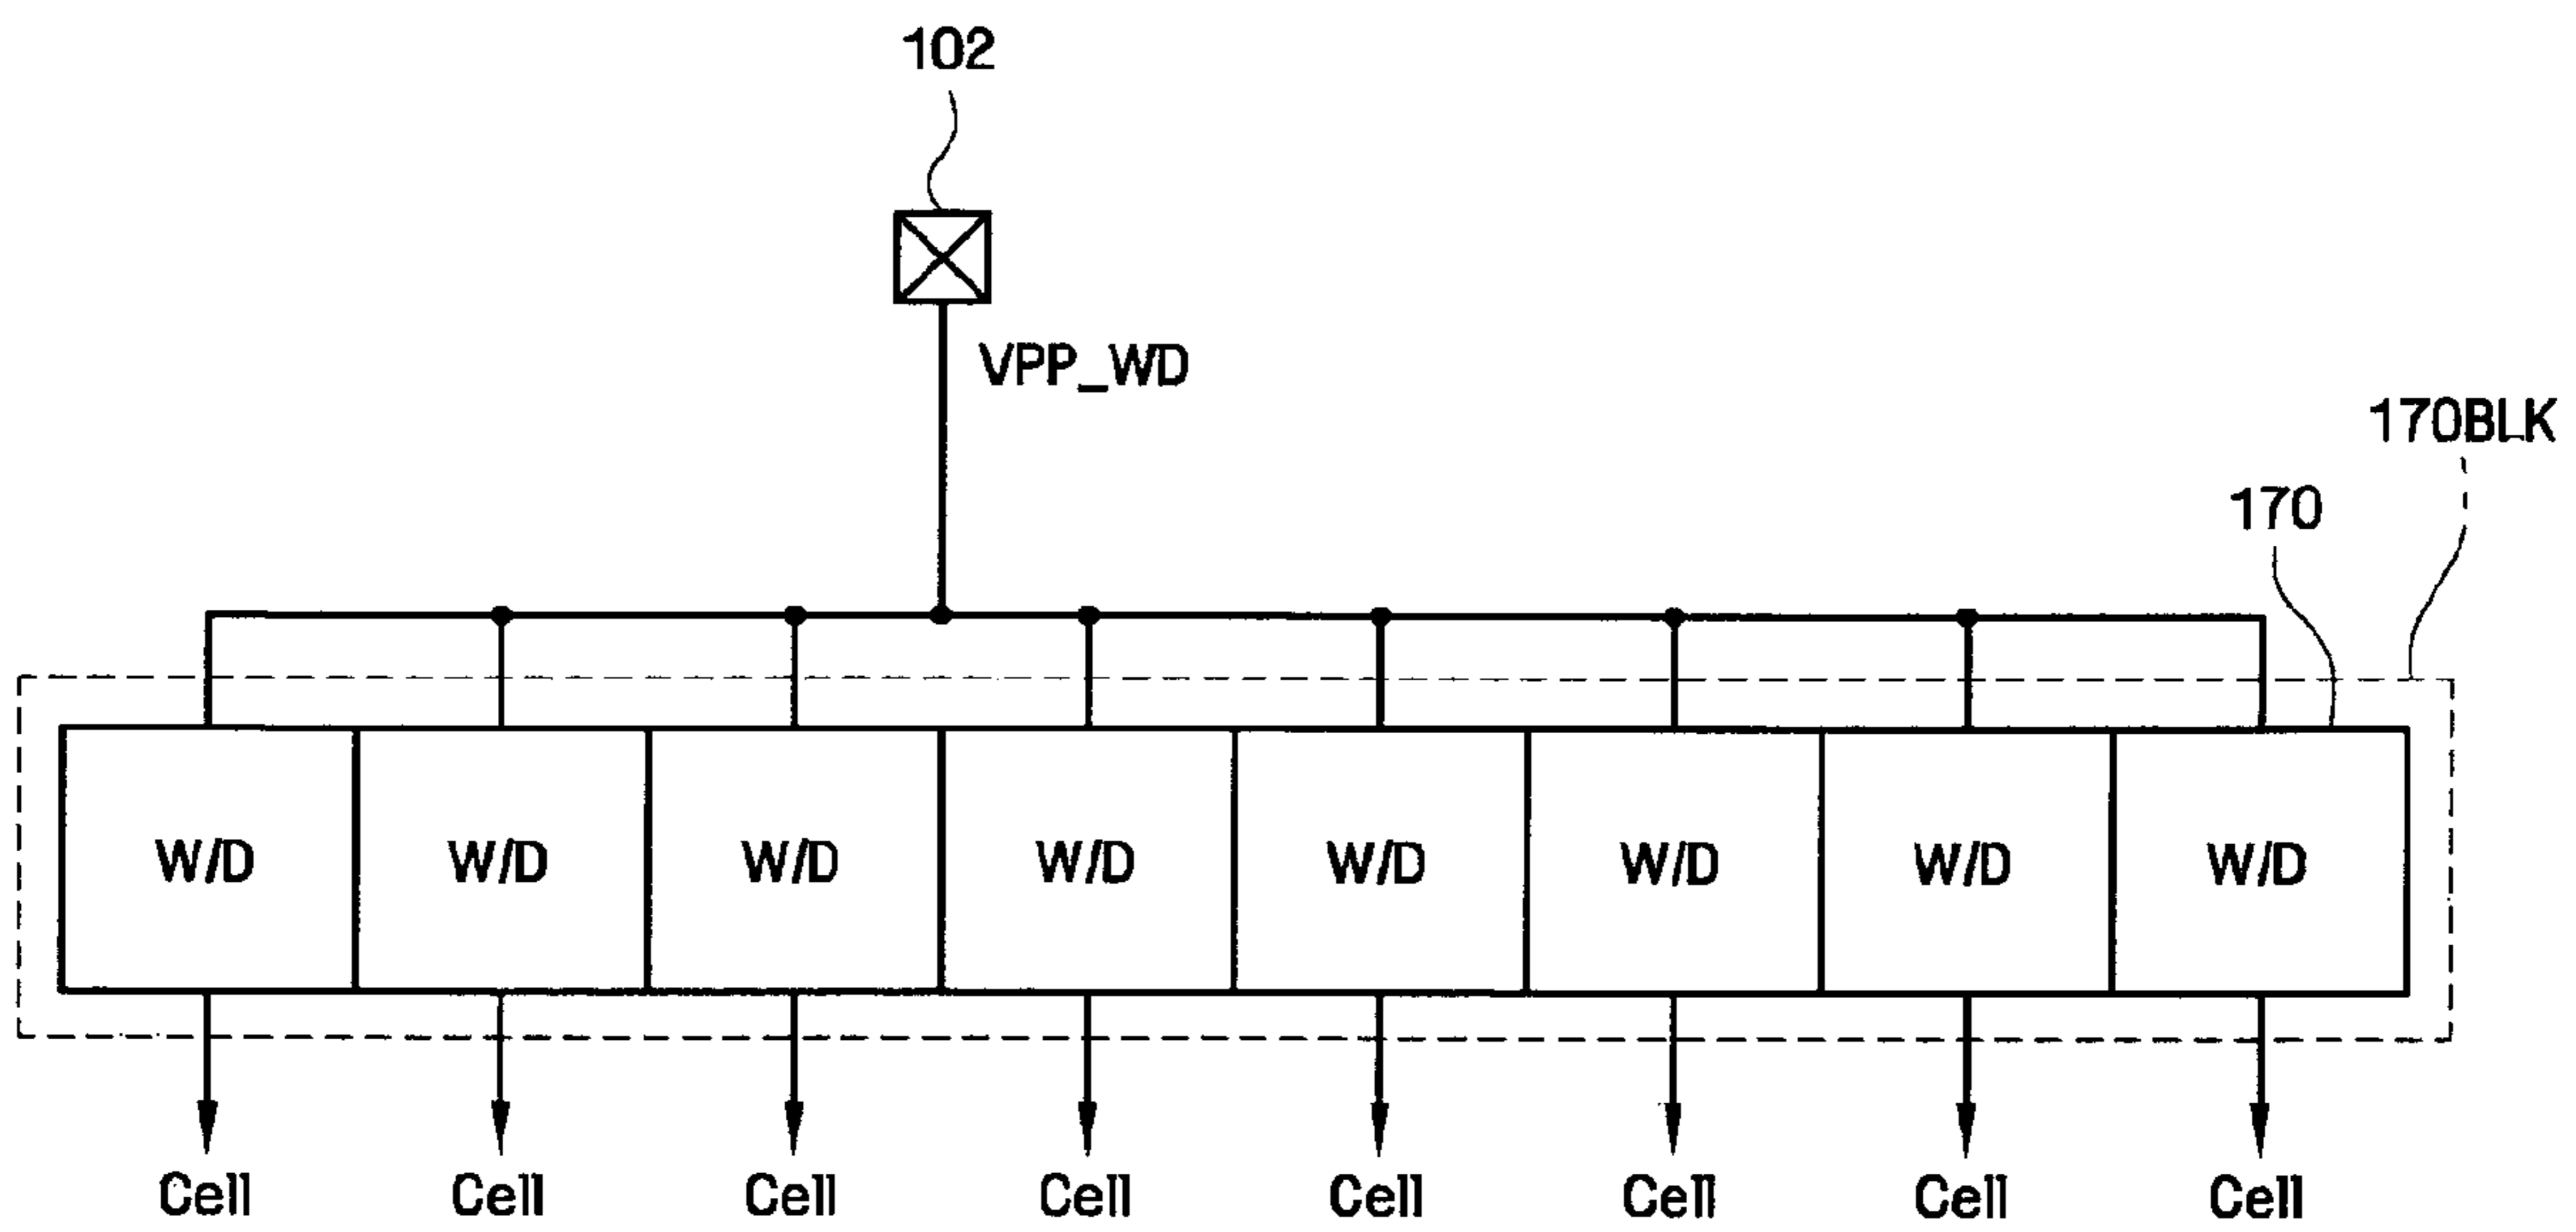 102
VPP_WD
170BLK
170
W/D W/D W/D W/D W/D W/D W/D W/D
Cell Cell Cell Cell Cell Cell Cell Cell